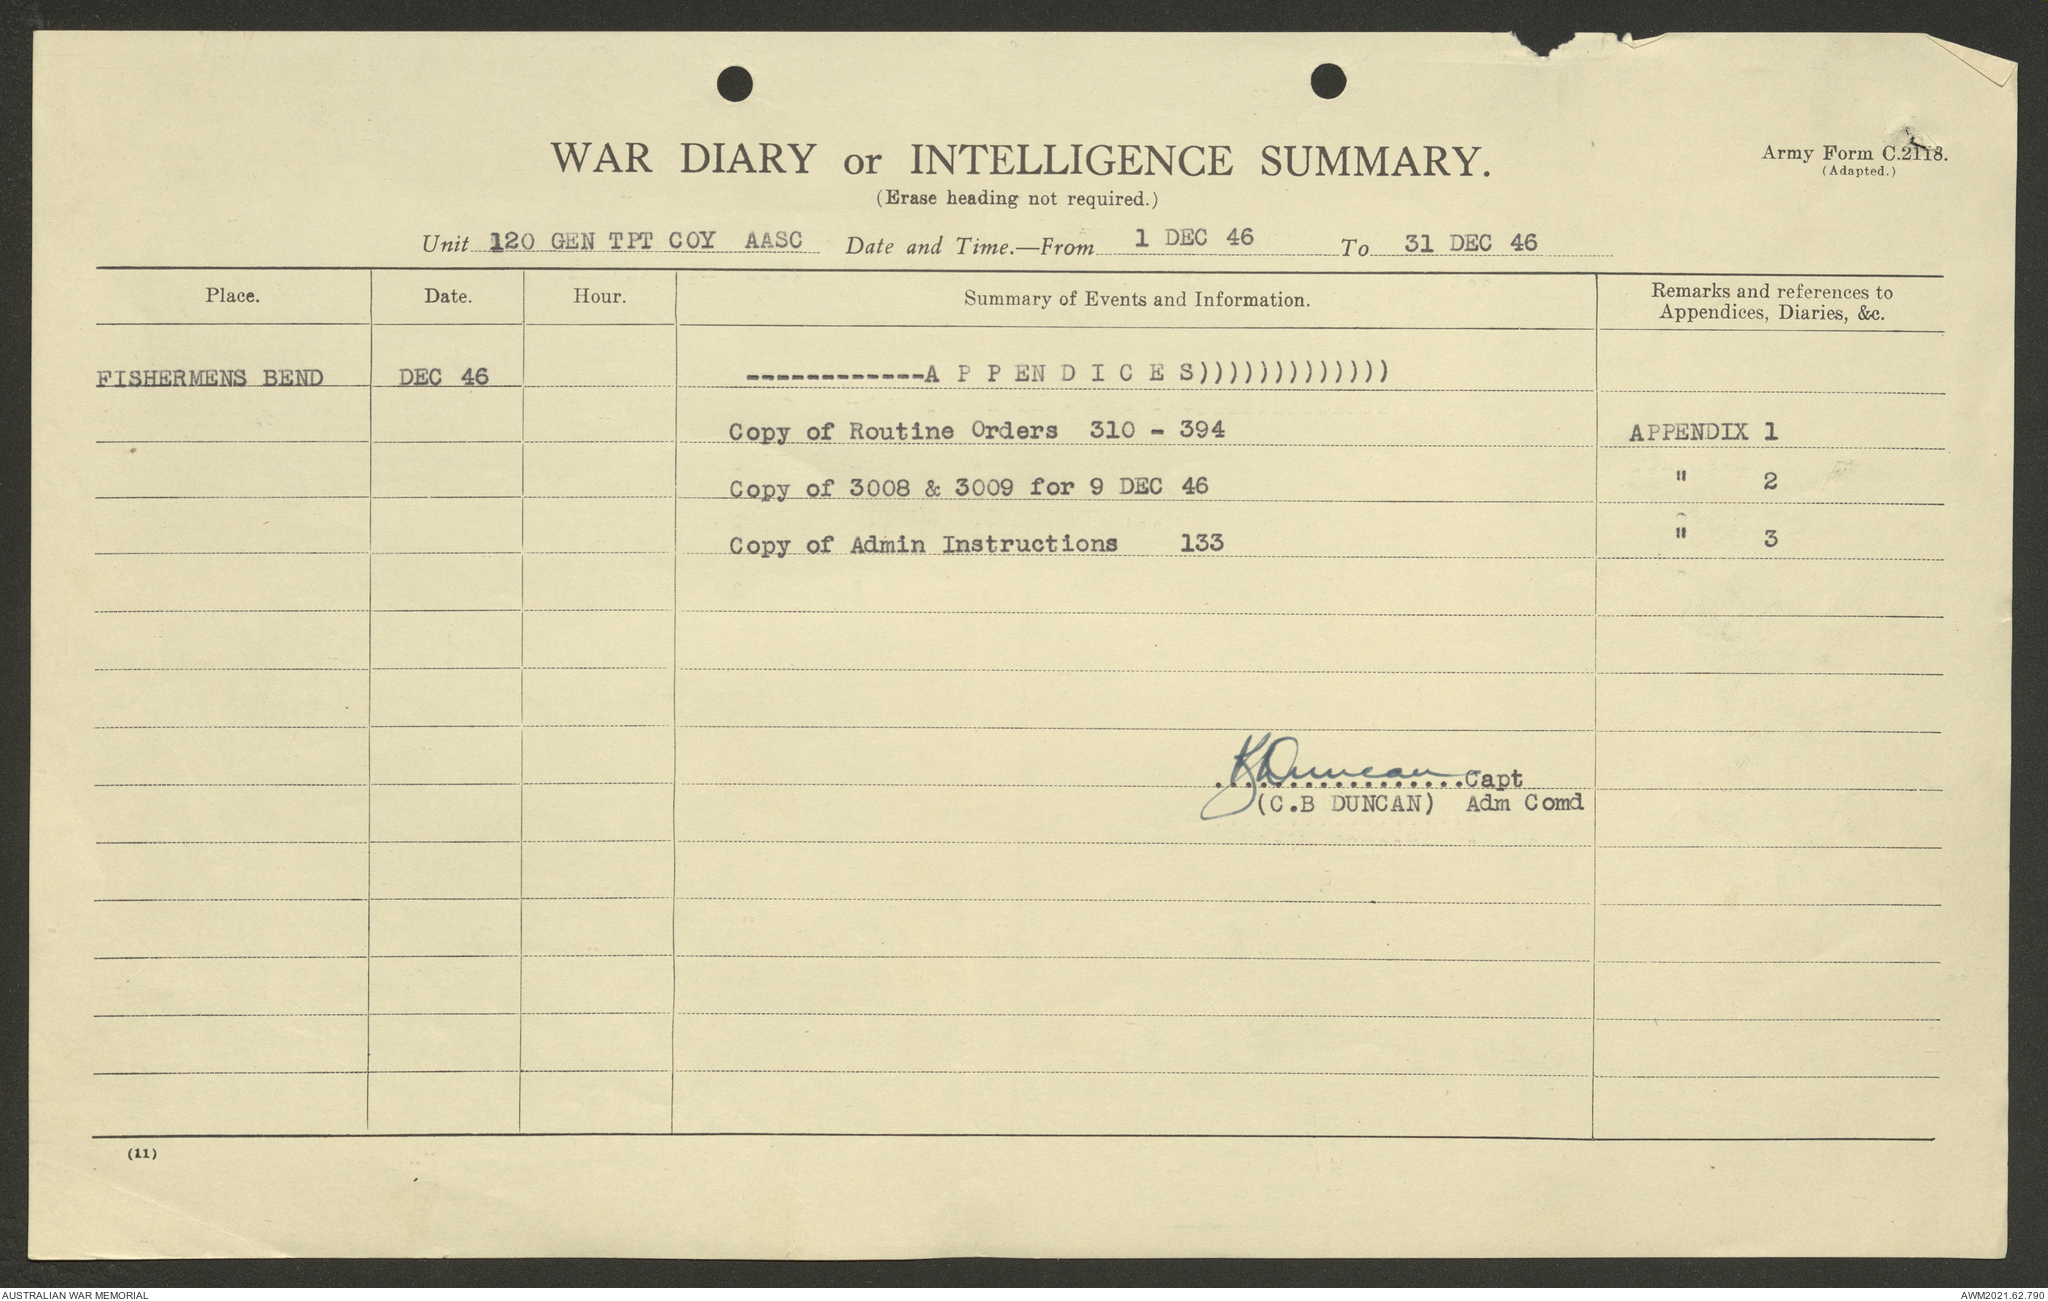 WAR DIARY or INTELLIGENCE SUMMARY.
Army Form C.2118.
(Adapted.)
(Erase heading not required.)
Unit 120 GEN TPT COY AASC Date and Time.—From 1 DEC 46 To 31 DEC 46
Place. Date. Hour. Summary of Events and Information. Remarks and references to Appendices, Diaries, &c.
FISHERMENS BEND DEC 46 ------------A P P EN D I C E S)))))))))))))
Copy of Routine Orders 310 - 394 APPENDIX 1
Copy of 3008 & 3009 for 9 DEC 46 " 2
Copy of Admin Instructions 133 " 3
Duncan Capt
(C.B DUNCAN) Adm Comd
(11)
AUSTRALIAN WAR MEMORIAL AWM2021.62.790